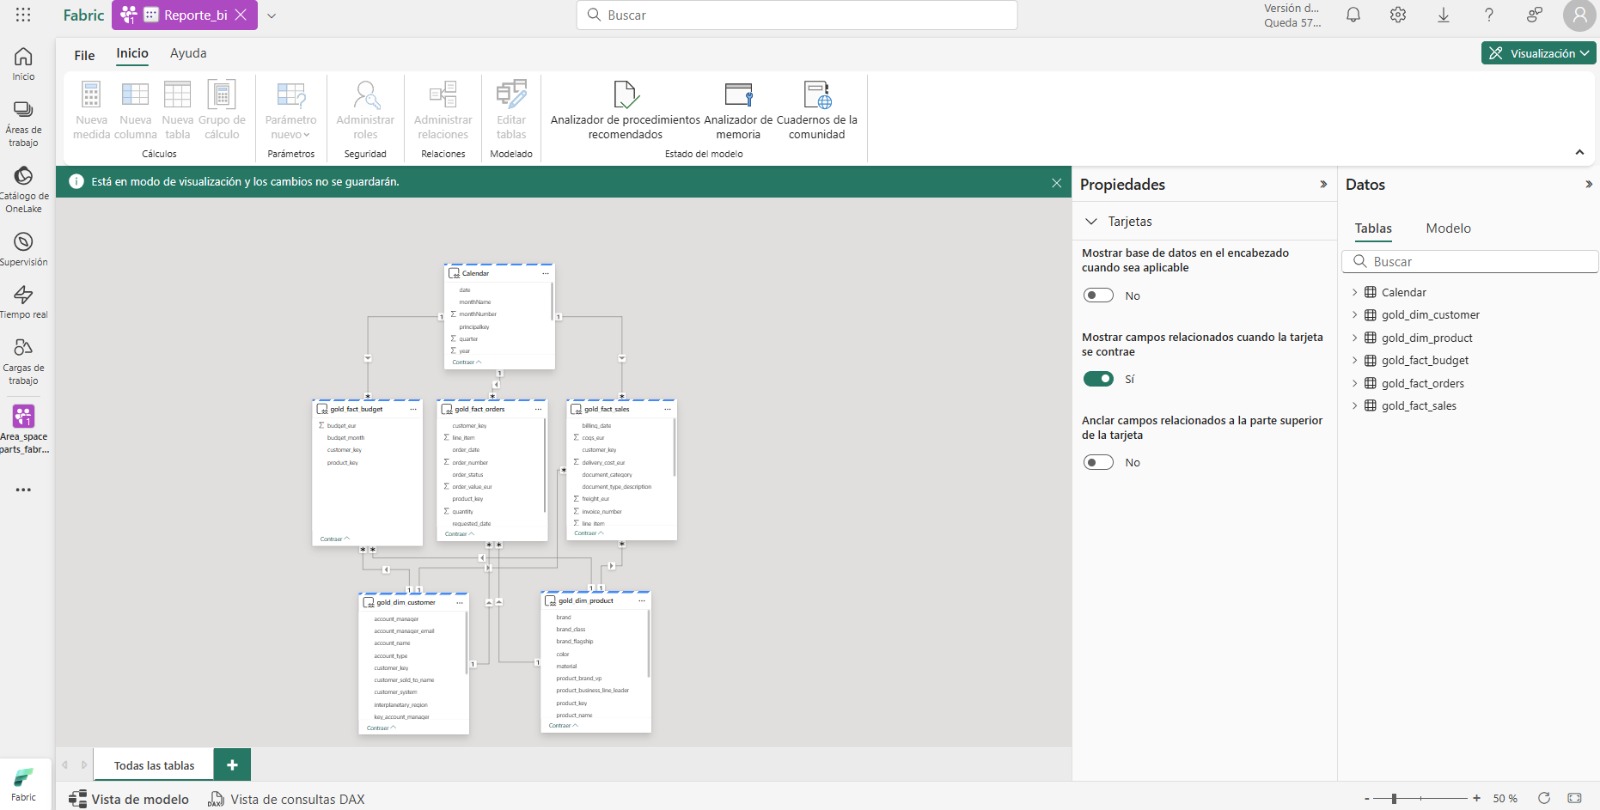 Fabric
Reporte_bi
Buscar
Versión d...
Queda 57...
File
Inicio
Ayuda
Visualización
Nueva medida
Nueva columna
Nueva tabla
Grupo de cálculo
Cálculos
Parámetro nuevo
Parámetros
Administrar roles
Seguridad
Administrar relaciones
Relaciones
Editar tablas
Modelado
Analizador de procedimientos recomendados
Analizador de memoria
Cuadernos de la comunidad
Estado del modelo
Inicio
Áreas de trabajo
Catálogo de OneLake
Supervisión
Tiempo real
Cargas de trabajo
Area_space
parts_fabr...
Fabric
Está en modo de visualización y los cambios no se guardarán.
Calendar
date
monthName
monthNumber
principalkey
quarter
year
Contraer
gold_fact_budget
budget_eur
budget_month
customer_key
product_key
Contraer
gold_fact_orders
customer_key
line_item
order_date
order_number
order_status
order_value_eur
product_key
quantity
requested_date
Contraer
gold_fact_sales
billing_date
cogs_eur
customer_key
delivery_cost_eur
document_category
document_type_description
freight_eur
invoice_number
line_item
Contraer
gold_dim_customer
account_manager
account_manager_email
account_name
account_type
customer_key
customer_sold_to_name
customer_system
interplanetary_region
key_account_manager
Contraer
gold_dim_product
brand
brand_class
brand_flagship
color
material
product_brand_vp
product_business_line_leader
product_key
product_name
Contraer
Propiedades
Tarjetas
Mostrar base de datos en el encabezado
cuando sea aplicable
No
Mostrar campos relacionados cuando la tarjeta
se contrae
Sí
Anclar campos relacionados a la parte superior
de la tarjeta
No
Datos
Tablas
Modelo
Buscar
Calendar
gold_dim_customer
gold_dim_product
gold_fact_budget
gold_fact_orders
gold_fact_sales
Todas las tablas
Vista de modelo
DAX
Vista de consultas DAX
50 %